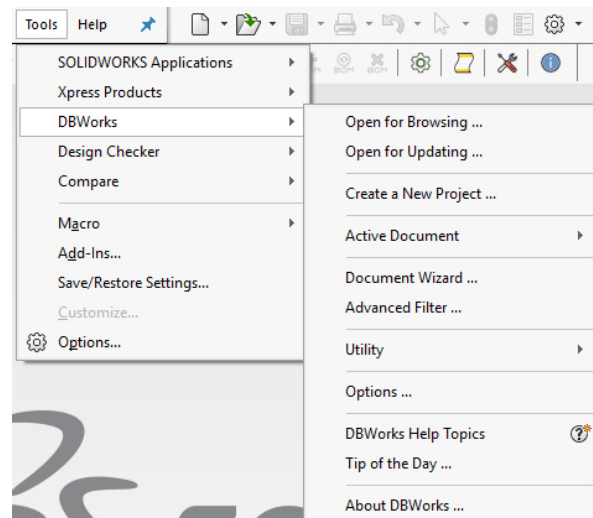 Tools Help
SOLIDWORKS Applications
Xpress Products
DBWorks
Design Checker
Compare
Macro
Add-Ins...
Save/Restore Settings...
Customize...
Options...
BOM
Open for Browsing ...
Open for Updating ...
Create a New Project ...
Active Document
Document Wizard ...
Advanced Filter ...
Utility
Options ...
DBWorks Help Topics
Tip of the Day ...
About DBWorks ...